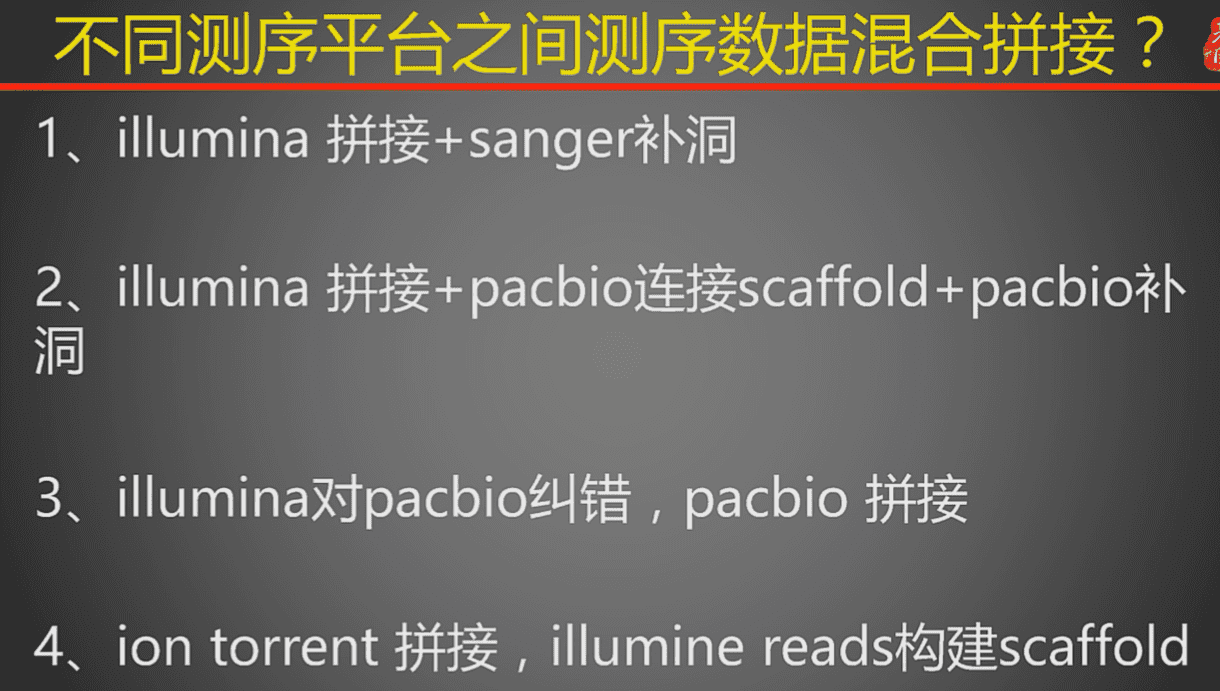 不同测序平台之间测序数据混合拼接？
1、illumina 拼接+sanger补洞
2、illumina 拼接+pacbio连接scaffold+pacbio补
洞
3、illumina对pacbio纠错，pacbio 拼接
4、ion torrent 拼接，illumine reads构建scaffold